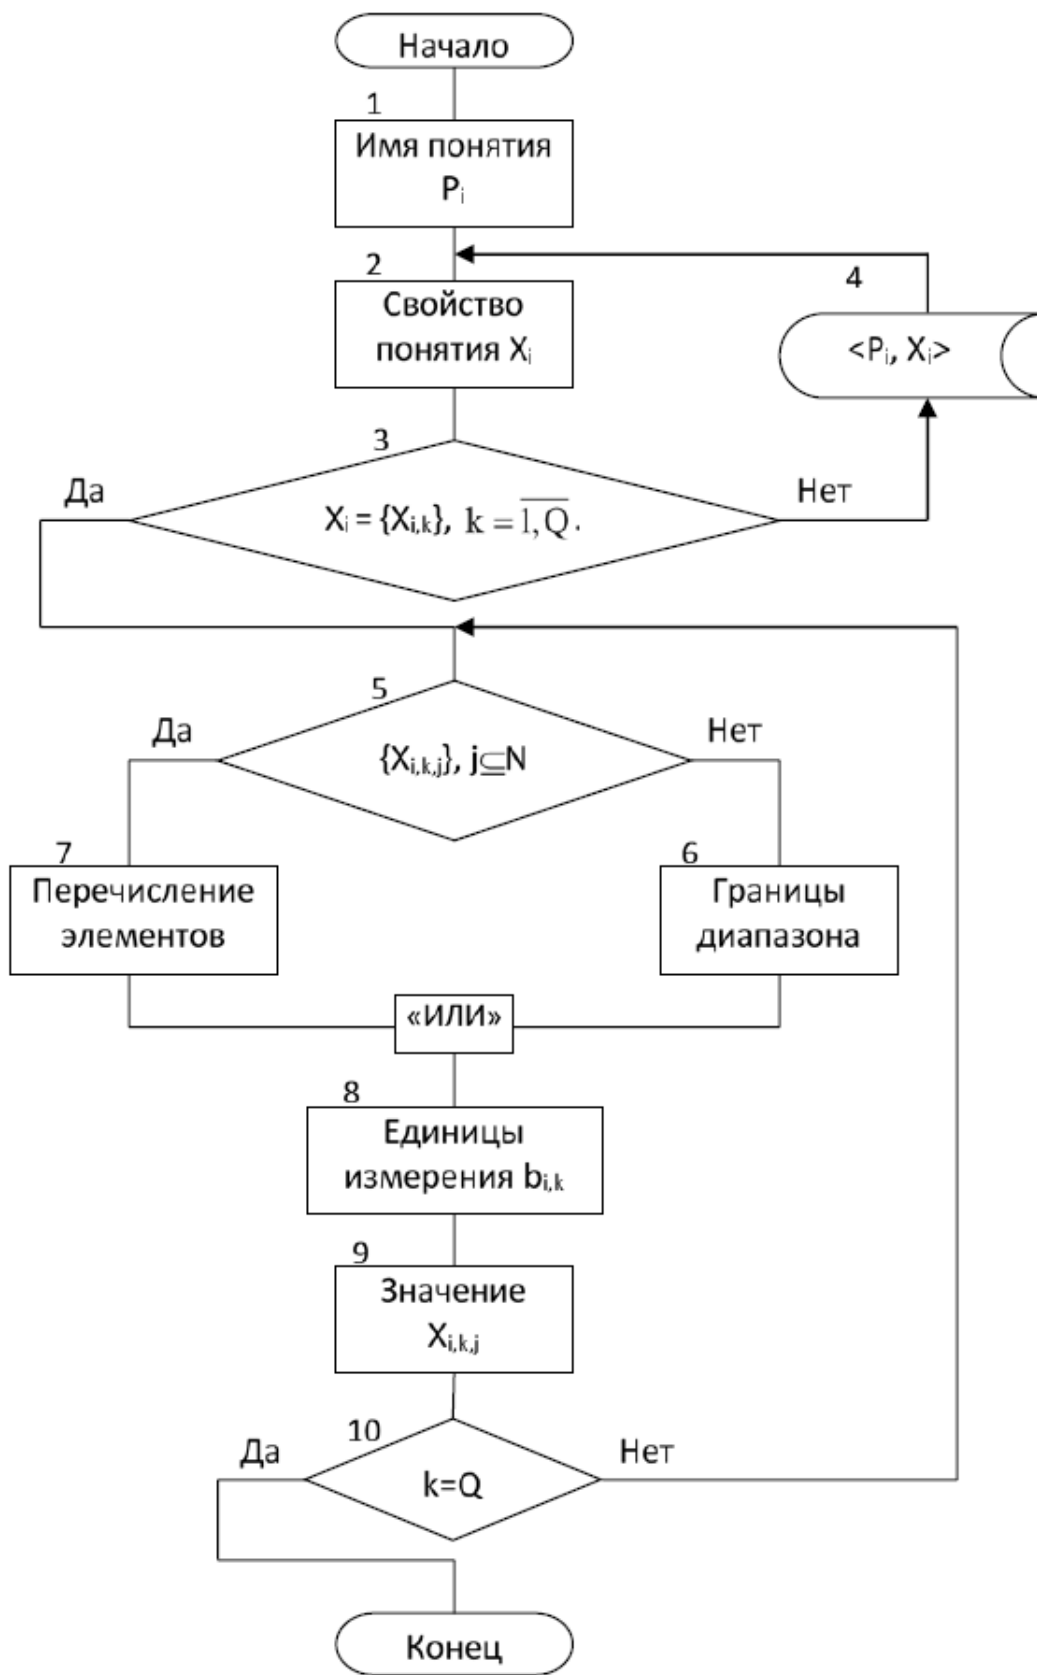 Начало
1
Имя понятия
Pᵢ
2
Свойство
понятия Xᵢ
4
<Pᵢ, Xᵢ>
3
Да
Нет
Xᵢ = {Xᵢ,ₖ}, k = 1,Q.
5
Да
Нет
{Xᵢ,ₖ,ⱼ}, j⊆N
7
Перечисление
элементов
6
Границы
диапазона
«ИЛИ»
8
Единицы
измерения bᵢ,ₖ
9
Значение
Xᵢ,ₖ,ⱼ
10
Да
Нет
k=Q
Конец